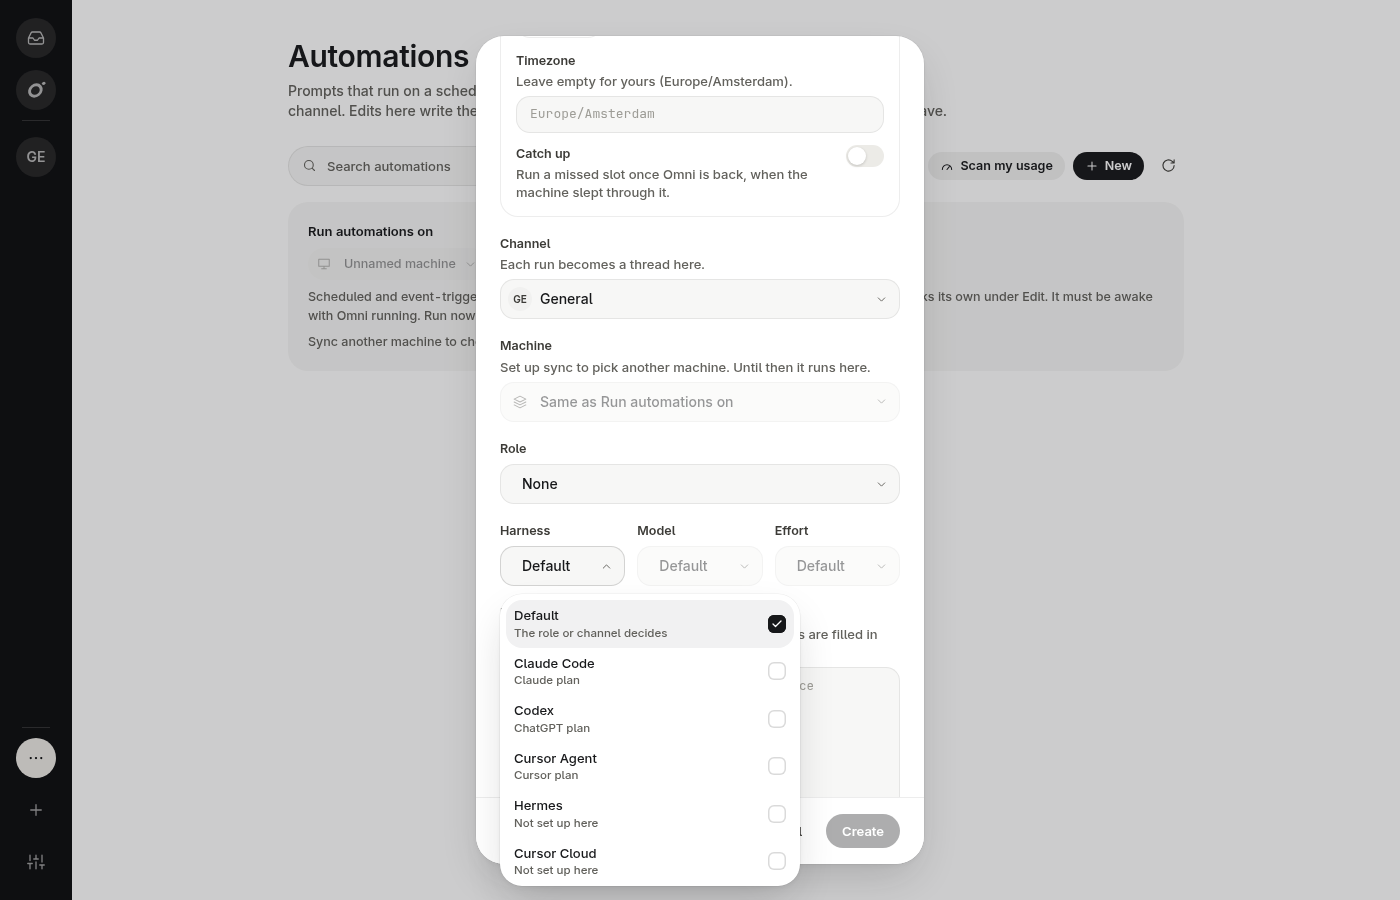 GE
Automations
Prompts that run on a sched
channel. Edits here write the
ave.
Search automations
Scan my usage
New
Run automations on
Unnamed machine
Scheduled and event-trigge
ks its own under Edit. It must be awake
with Omni running. Run now
Sync another machine to ch
Timezone
Leave empty for yours (Europe/Amsterdam).
Europe/Amsterdam
Catch up
Run a missed slot once Omni is back, when the
machine slept through it.
Channel
Each run becomes a thread here.
GE General
Machine
Set up sync to pick another machine. Until then it runs here.
Same as Run automations on
Role
None
Harness Model Effort
Default Default Default
s are filled in
ce
Default
The role or channel decides
Claude Code
Claude plan
Codex
ChatGPT plan
Cursor Agent
Cursor plan
Hermes
Not set up here
Cursor Cloud
Not set up here
l
Create